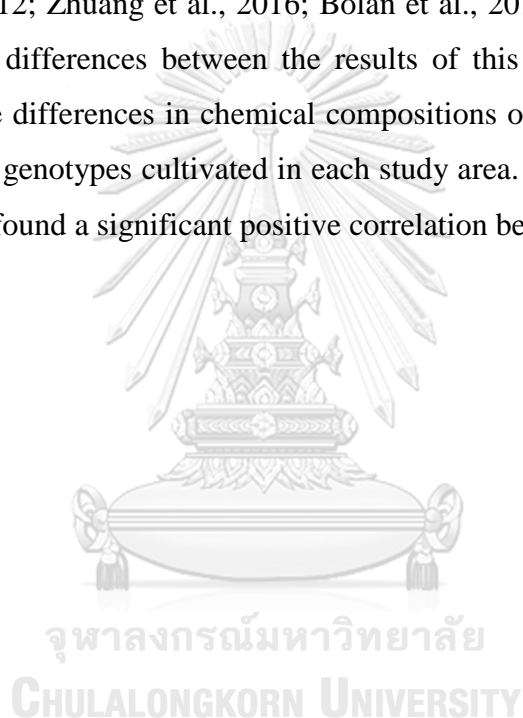 12; Zhuang et al., 2016; Bolan et al., 20
differences between the results of this
e differences in chemical compositions o
genotypes cultivated in each study area.
found a significant positive correlation be
จุฬาลงกรณ์มหาวิทยาลัย
CHULALONGKORN UNIVERSITY